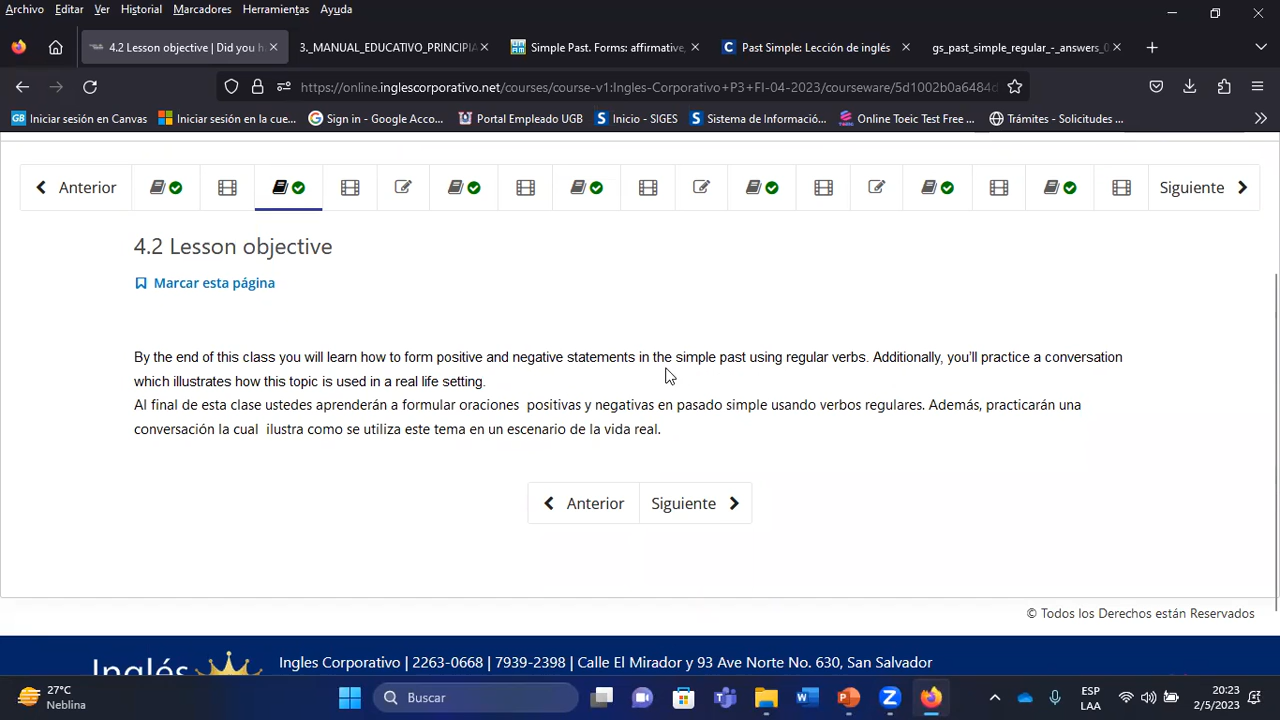 Archivo Editar Ver Historial Marcadores Herramientas Ayuda
4.2 Lesson objective | Did you h
3._MANUAL_EDUCATIVO_PRINCIPIA
Simple Past. Forms: affirmative,
Past Simple: Lección de inglés
gs_past_simple_regular_-_answers_0
https://online.inglescorporativo.net/courses/course-v1:Ingles-Corporativo+P3+FI-04-2023/courseware/5d1002b0a6484d
GB Iniciar sesión en Canvas
Iniciar sesión en la cue...
Sign in - Google Acco...
Portal Empleado UGB
S Inicio - SIGES
S Sistema de Información...
Online Toeic Test Free ...
Trámites - Solicitudes ...
Anterior
Siguiente
4.2 Lesson objective
Marcar esta página
By the end of this class you will learn how to form positive and negative statements in the simple past using regular verbs. Additionally, you'll practice a conversation
which illustrates how this topic is used in a real life setting.
Al final de esta clase ustedes aprenderán a formular oraciones positivas y negativas en pasado simple usando verbos regulares. Además, practicarán una
conversación la cual ilustra como se utiliza este tema en un escenario de la vida real.
Anterior
Siguiente
© Todos los Derechos están Reservados
Inglés
Ingles Corporativo | 2263-0668 | 7939-2398 | Calle El Mirador y 93 Ave Norte No. 630, San Salvador
27°C
Neblina
Buscar
ESP
LAA
20:23
2/5/2023